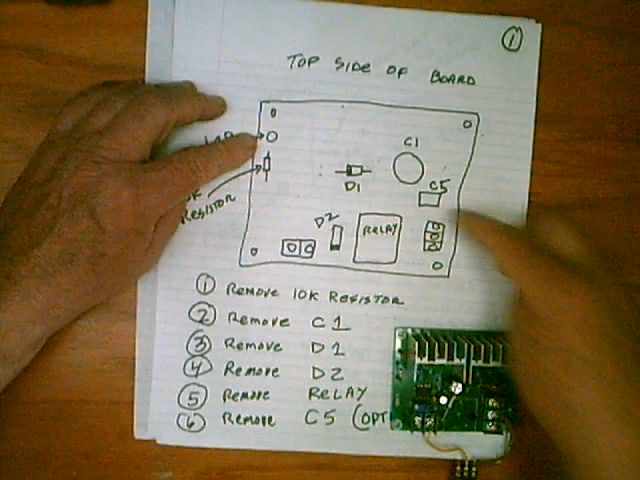 1
TOP SIDE OF BOARD
C1
D1
C5
RESISTOR
D2
RELAY
① REMOVE 10K RESISTOR
② REMOVE C1
③ REMOVE D1
④ REMOVE D2
⑤ REMOVE RELAY
⑥ REMOVE C5 (OPT